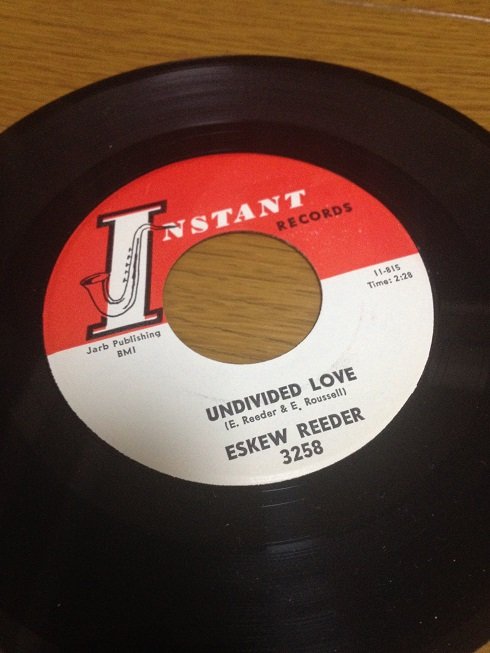 INSTANT
RECORDS
11-815
Time: 2:28
Jarb Publishing
BMI
UNDIVIDED LOVE
(E. Reeder & E. Roussell)
ESKEW REEDER
3258